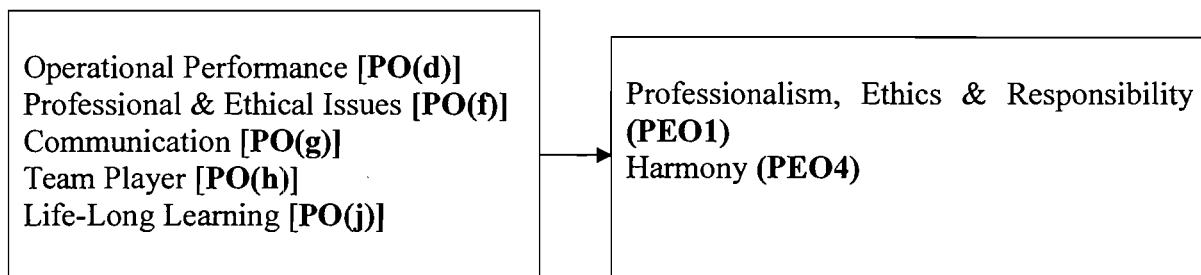 Operational Performance [PO(d)]
Professional & Ethical Issues [PO(f)]
Communication [PO(g)]
Team Player [PO(h)]
Life-Long Learning [PO(j)]
Professionalism, Ethics & Responsibility
(PEO1)
Harmony (PEO4)